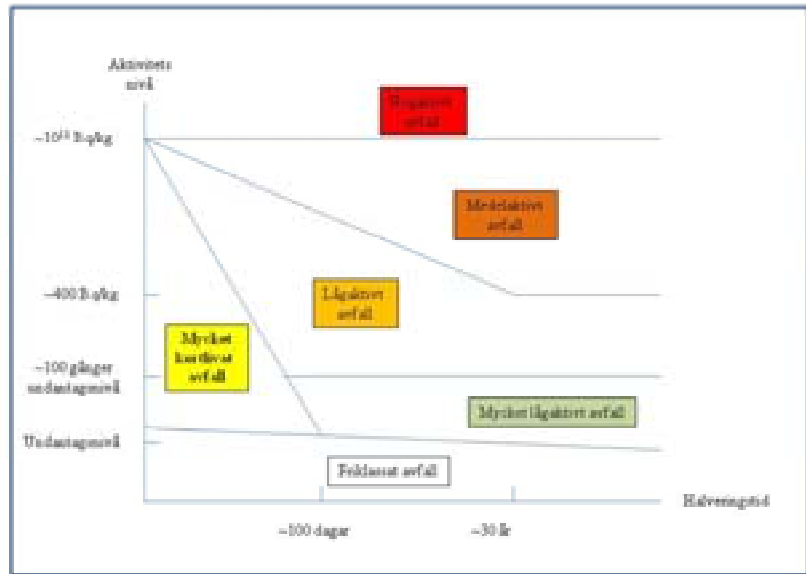 Aktivitets
nivå
Högaktivt
avfall
Bq/kg
Medelaktivt
avfall
~400 Bq/kg
Lågaktivt
avfall
Mycket
kortlivat
avfall
~100 gånger
undantagsnivå
Mycket lågaktivt avfall
Undantagsnivå
Friklassat avfall
Halveringstid
~100 dagar
~30 år